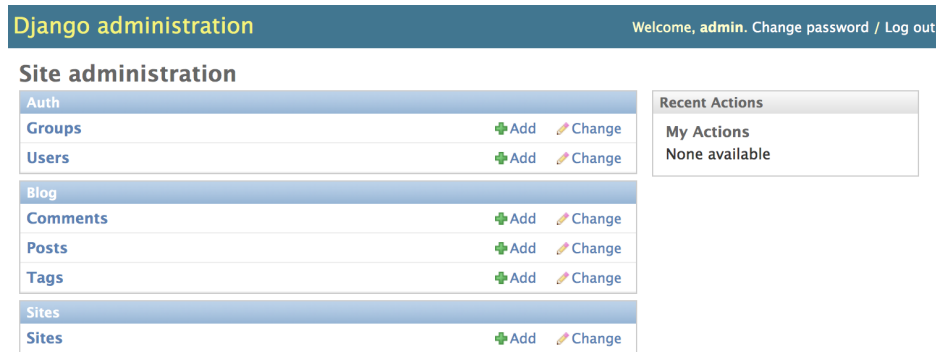 Django administration
Welcome, admin. Change password / Log out
Site administration
Auth
Groups Add Change
Users Add Change
Blog
Comments Add Change
Posts Add Change
Tags Add Change
Sites
Sites Add Change
Recent Actions
My Actions
None available